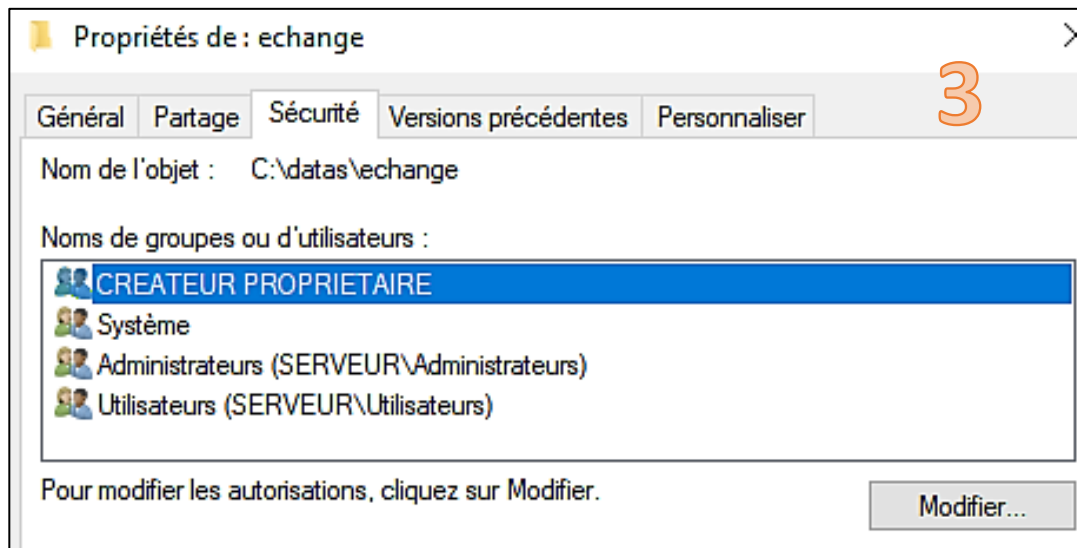 Propriétés de : echange
3
Général Partage Sécurité Versions précédentes Personnaliser
Nom de l'objet : C:\datas\echange
Noms de groupes ou d'utilisateurs :
CREATEUR PROPRIETAIRE
Système
Administrateurs (SERVEUR\Administrateurs)
Utilisateurs (SERVEUR\Utilisateurs)
Pour modifier les autorisations, cliquez sur Modifier.
Modifier...